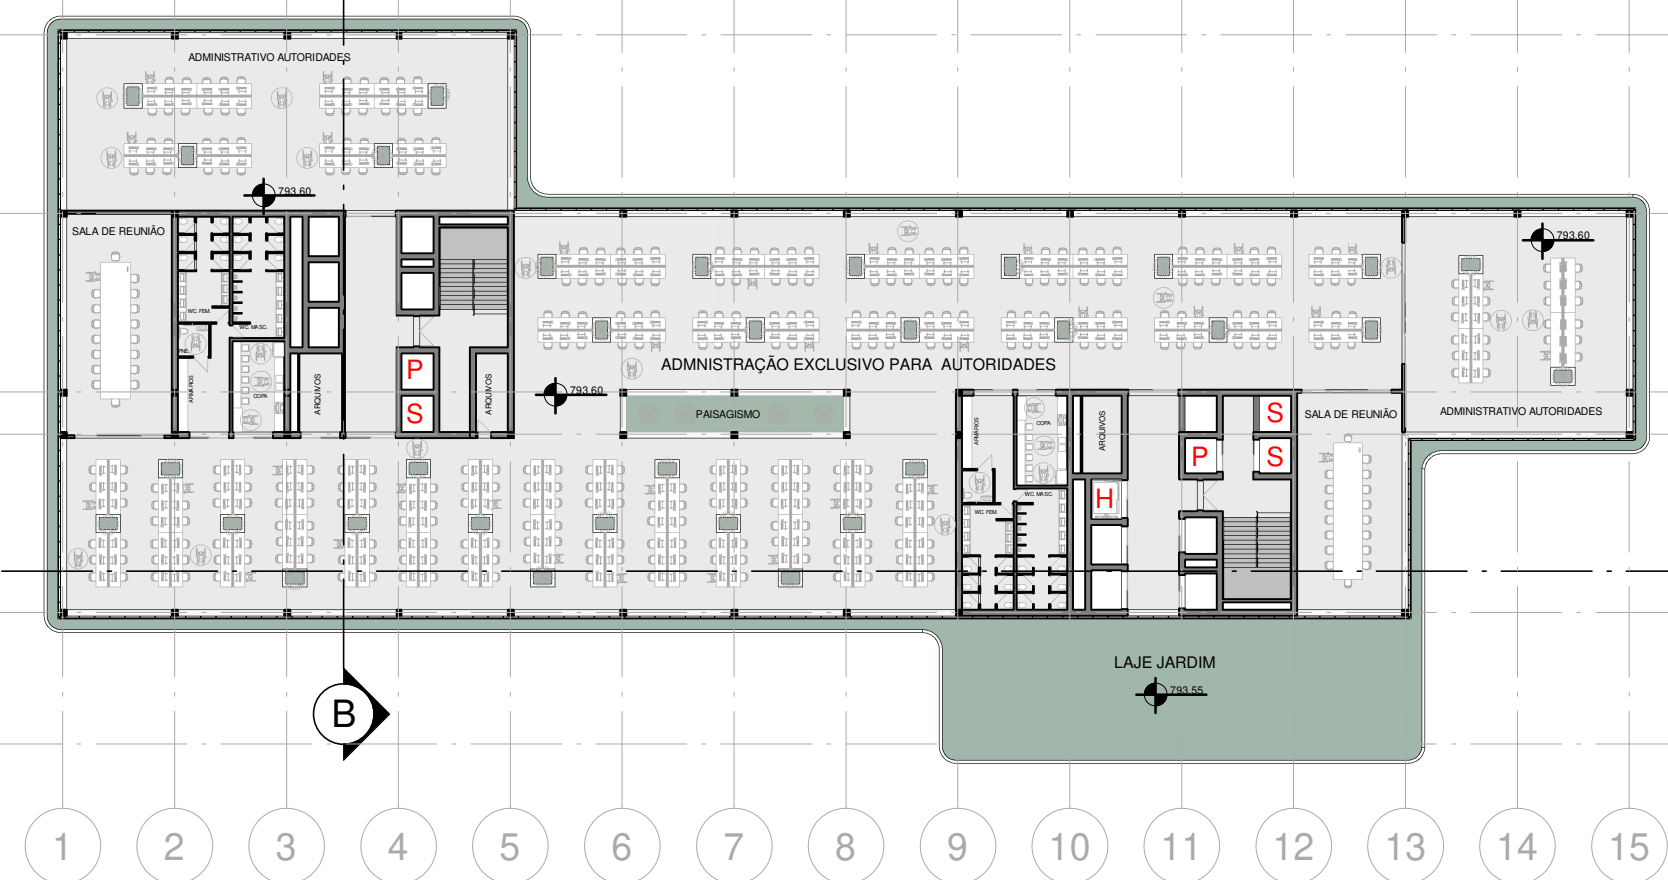 ADMINISTRATIVO AUTORIDADES
793.60
SALA DE REUNIÃO
793.60
WC. FEM.
WC. MASC.
PNE.
ARMÁRIOS
COPA
ARQUIVOS
P
S
ARQUIVOS
ADMNISTRAÇÃO EXCLUSIVO PARA AUTORIDADES
793.60
PAISAGISMO
ARMÁRIOS
COPA
ARQUIVOS
S
P
S
H
SALA DE REUNIÃO
ADMINISTRATIVO AUTORIDADES
WC. MASC.
WC. FEM.
LAJE JARDIM
793.55
B
1 2 3 4 5 6 7 8 9 10 11 12 13 14 15